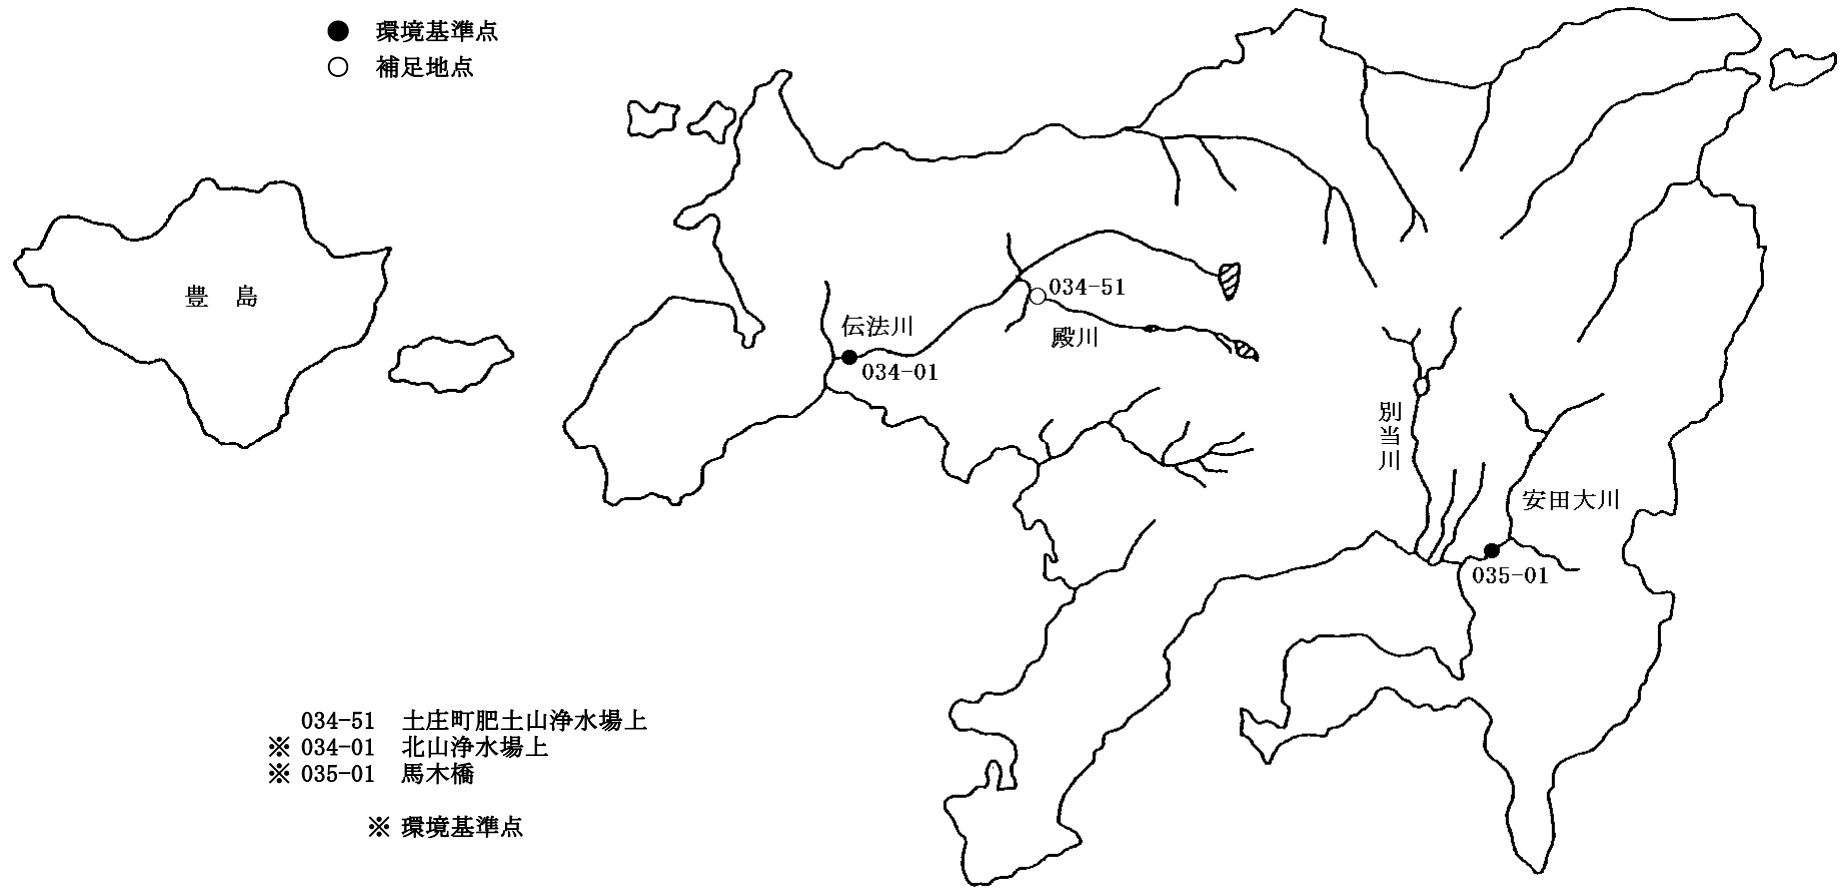 ● 環境基準点
○ 補足地点
豊 島
034-51
伝法川
殿川
034-01
別当川
安田大川
035-01
034-51 土庄町肥土山浄水場上
※ 034-01 北山浄水場上
※ 035-01 馬木橋
※ 環境基準点